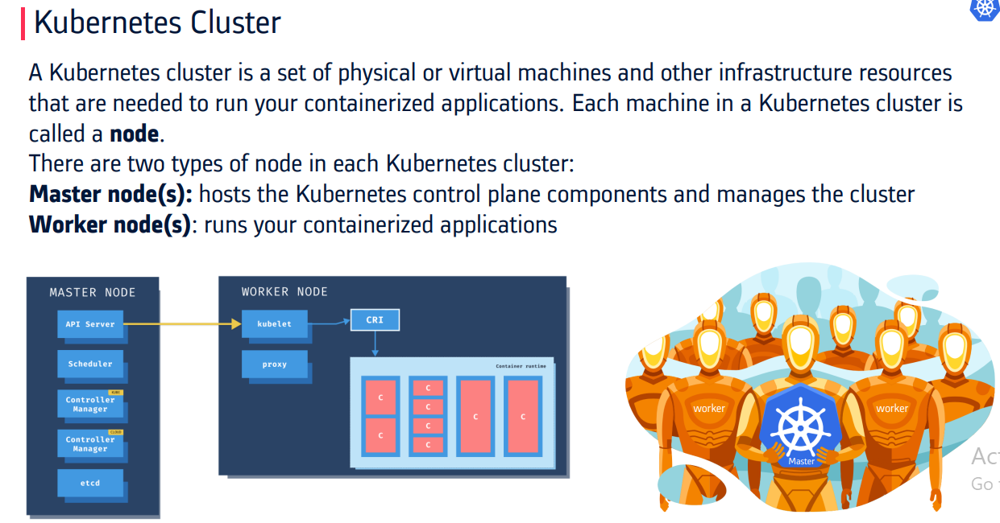 Kubernetes Cluster
A Kubernetes cluster is a set of physical or virtual machines and other infrastructure resources
that are needed to run your containerized applications. Each machine in a Kubernetes cluster is
called a node.
There are two types of node in each Kubernetes cluster:
Master node(s): hosts the Kubernetes control plane components and manages the cluster
Worker node(s): runs your containerized applications
MASTER NODE
API Server
Scheduler
KUBE
Controller
Manager
CLOUD
Controller
Manager
etcd
WORKER NODE
kubelet
CRI
proxy
Container runtime
C
C
C
C
C
C
C
C
worker
worker
Master
Act
Go t